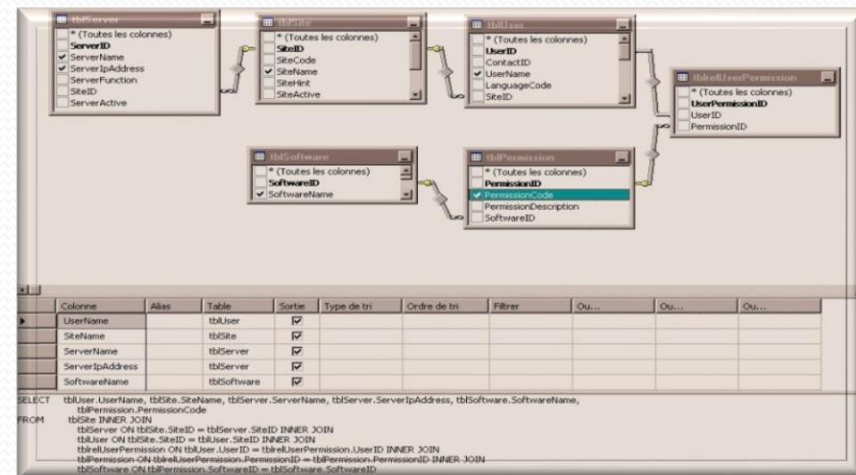 tblServer
* (Toutes les colonnes)
ServerID
ServerName
ServerIpAddress
ServerFunction
SiteID
ServerActive
tblSite
* (Toutes les colonnes)
SiteID
SiteCode
SiteName
SiteHint
SiteActive
tblUser
* (Toutes les colonnes)
UserID
ContactID
UserName
LanguageCode
SiteID
tblrelUserPermission
* (Toutes les colonnes)
UserPermissionID
UserID
PermissionID
tblSoftware
* (Toutes les colonnes)
SoftwareID
SoftwareName
tblPermission
* (Toutes les colonnes)
PermissionID
PermissionCode
PermissionDescription
SoftwareID
Colonne Alias Table Sortie Type de tri Ordre de tri Filtrer Ou... Ou... Ou...
UserName tblUser
SiteName tblSite
ServerName tblServer
ServerIpAddress tblServer
SoftwareName tblSoftware
SELECT tblUser.UserName, tblSite.SiteName, tblServer.ServerName, tblServer.ServerIpAddress, tblSoftware.SoftwareName,
tblPermission.PermissionCode
FROM tblSite INNER JOIN
tblServer ON tblSite.SiteID = tblServer.SiteID INNER JOIN
tblUser ON tblSite.SiteID = tblUser.SiteID INNER JOIN
tblrelUserPermission ON tblUser.UserID = tblrelUserPermission.UserID INNER JOIN
tblPermission ON tblrelUserPermission.PermissionID = tblPermission.PermissionID INNER JOIN
tblSoftware ON tblPermission.SoftwareID = tblSoftware.SoftwareID